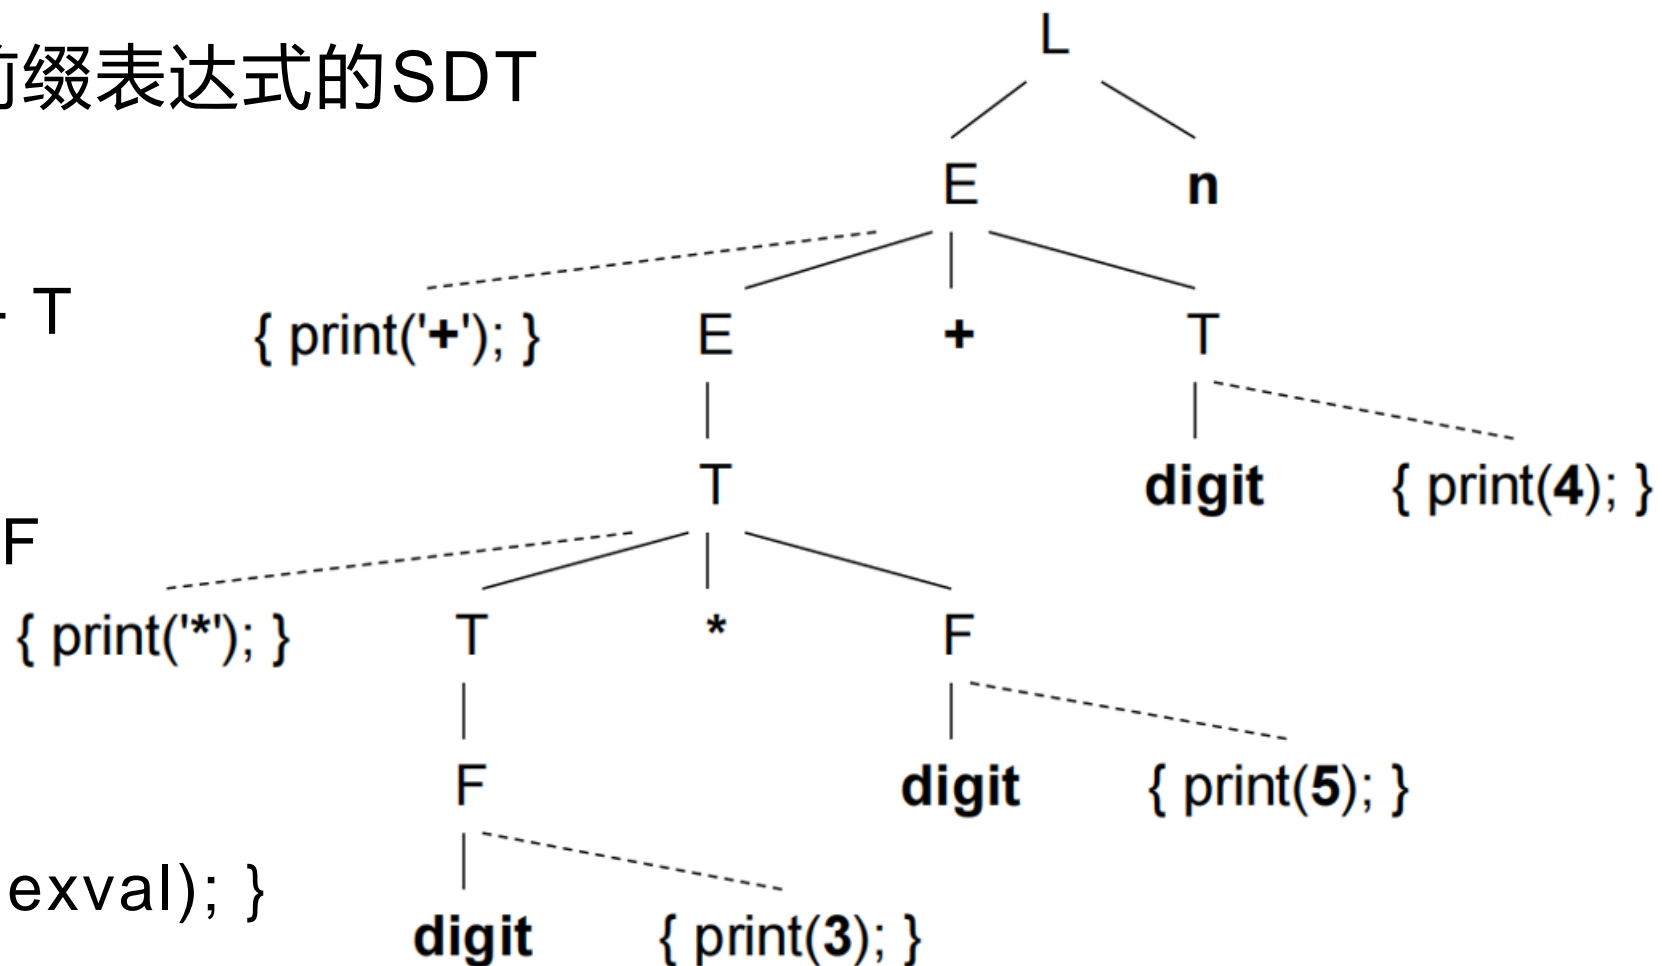 前缀表达式的SDT
L
E n
- T
{ print('+'); } E + T
T digit { print(4); }
F
{ print('*'); } T * F
F digit { print(5); }
exval); }
digit { print(3); }